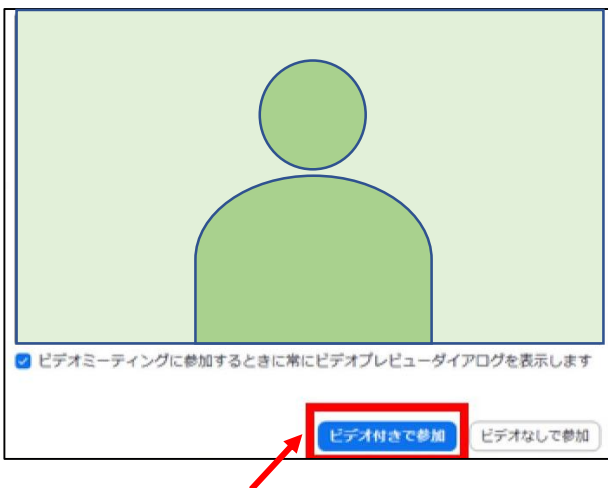 ビデオミーティングに参加するときに常にビデオプレビューダイアログを表示します
ビデオ付きで参加 ビデオなしで参加